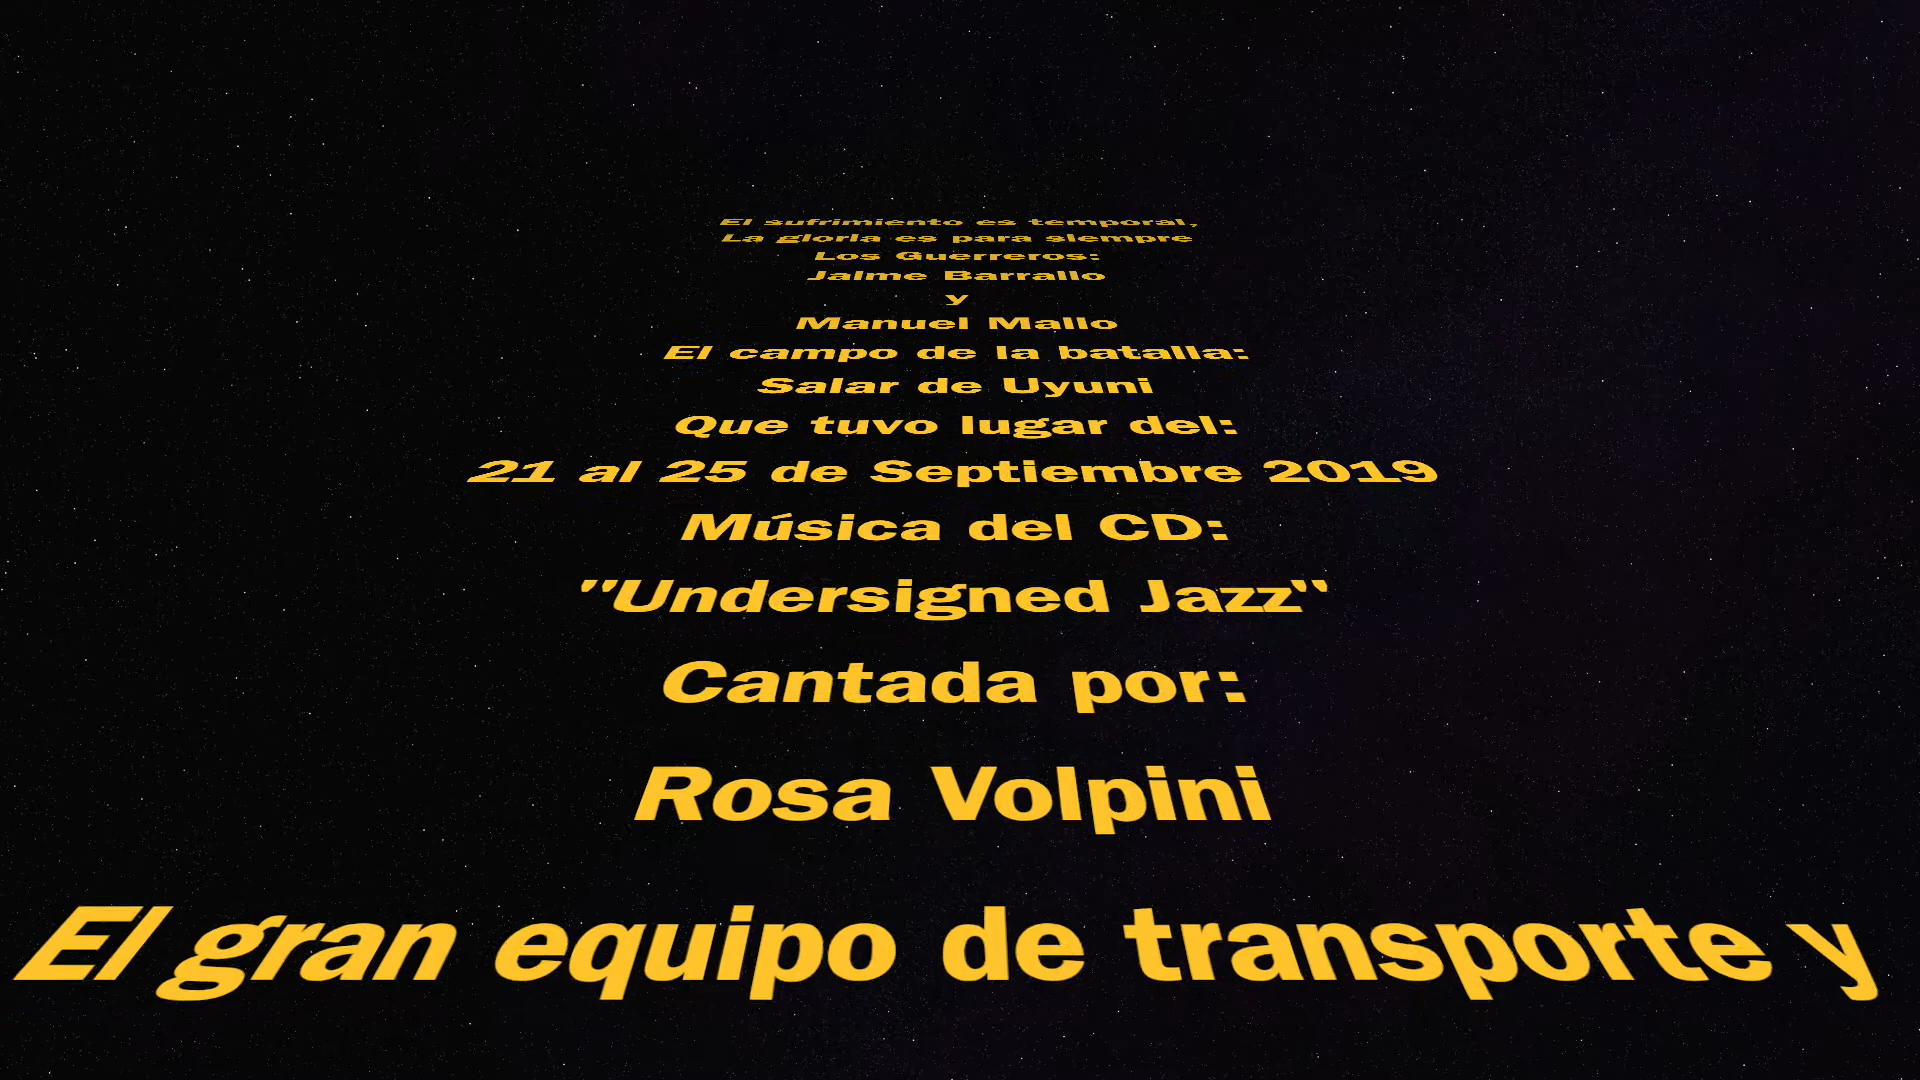 El sufrimiento es temporal,
La gloria es para siempre
Los Guerreros:
Jaime Barrallo
y
Manuel Mallo
El campo de la batalla:
Salar de Uyuni
Que tuvo lugar del:
21 al 25 de Septiembre 2019
Música del CD:
"Undersigned Jazz"
Cantada por:
Rosa Volpini
El gran equipo de transporte y